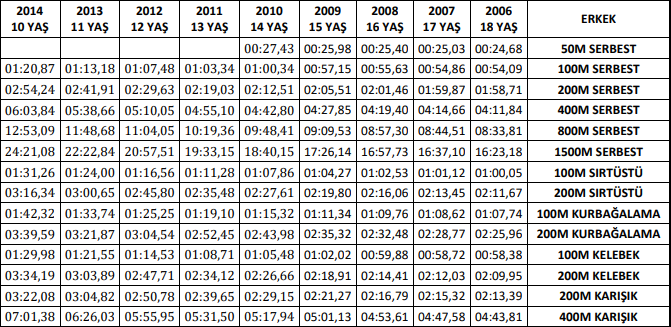 2014 2013 2012 2011 2010 2009 2008 2007 2006 ERKEK
10 YAŞ 11 YAŞ 12 YAŞ 13 YAŞ 14 YAŞ 15 YAŞ 16 YAŞ 17 YAŞ 18 YAŞ
00:27,43 00:25,98 00:25,40 00:25,03 00:24,68 50M SERBEST
01:20,87 01:13,18 01:07,48 01:03,34 01:00,34 00:57,15 00:55,63 00:54,86 00:54,09 100M SERBEST
02:54,24 02:41,91 02:29,63 02:19,03 02:12,51 02:05,51 02:01,46 01:59,87 01:58,71 200M SERBEST
06:03,84 05:38,66 05:10,05 04:55,10 04:42,80 04:27,85 04:19,40 04:14,66 04:11,84 400M SERBEST
12:53,09 11:48,68 11:04,05 10:19,36 09:48,41 09:09,53 08:57,30 08:44,51 08:33,81 800M SERBEST
24:21,08 22:22,84 20:57,51 19:33,15 18:40,15 17:26,14 16:57,73 16:37,10 16:23,18 1500M SERBEST
01:31,26 01:24,00 01:16,56 01:11,28 01:07,86 01:04,27 01:02,53 01:01,12 01:00,05 100M SIRTÜSTÜ
03:16,34 03:00,65 02:45,80 02:35,48 02:27,61 02:19,80 02:16,06 02:13,45 02:11,67 200M SIRTÜSTÜ
01:42,32 01:33,74 01:25,25 01:19,10 01:15,32 01:11,34 01:09,76 01:08,62 01:07,74 100M KURBAĞALAMA
03:39,59 03:21,87 03:04,54 02:52,45 02:43,98 02:35,32 02:32,48 02:28,77 02:25,96 200M KURBAĞALAMA
01:29,98 01:21,55 01:14,53 01:08,71 01:05,48 01:02,02 00:59,88 00:58,72 00:58,38 100M KELEBEK
03:34,19 03:03,89 02:47,71 02:34,12 02:26,66 02:18,91 02:14,41 02:12,03 02:09,95 200M KELEBEK
03:22,08 03:04,82 02:50,78 02:39,65 02:29,15 02:21,27 02:16,79 02:15,32 02:13,39 200M KARIŞIK
07:01,38 06:26,03 05:55,95 05:31,50 05:17,94 05:01,13 04:53,61 04:47,58 04:43,81 400M KARIŞIK